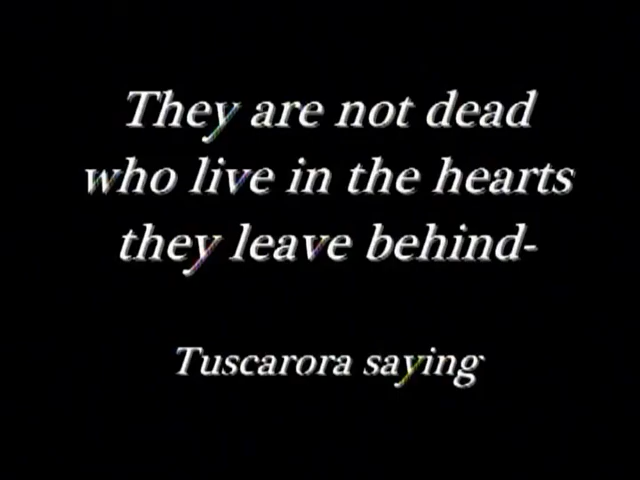 They are not dead
who live in the hearts
they leave behind-
Tuscarora saying